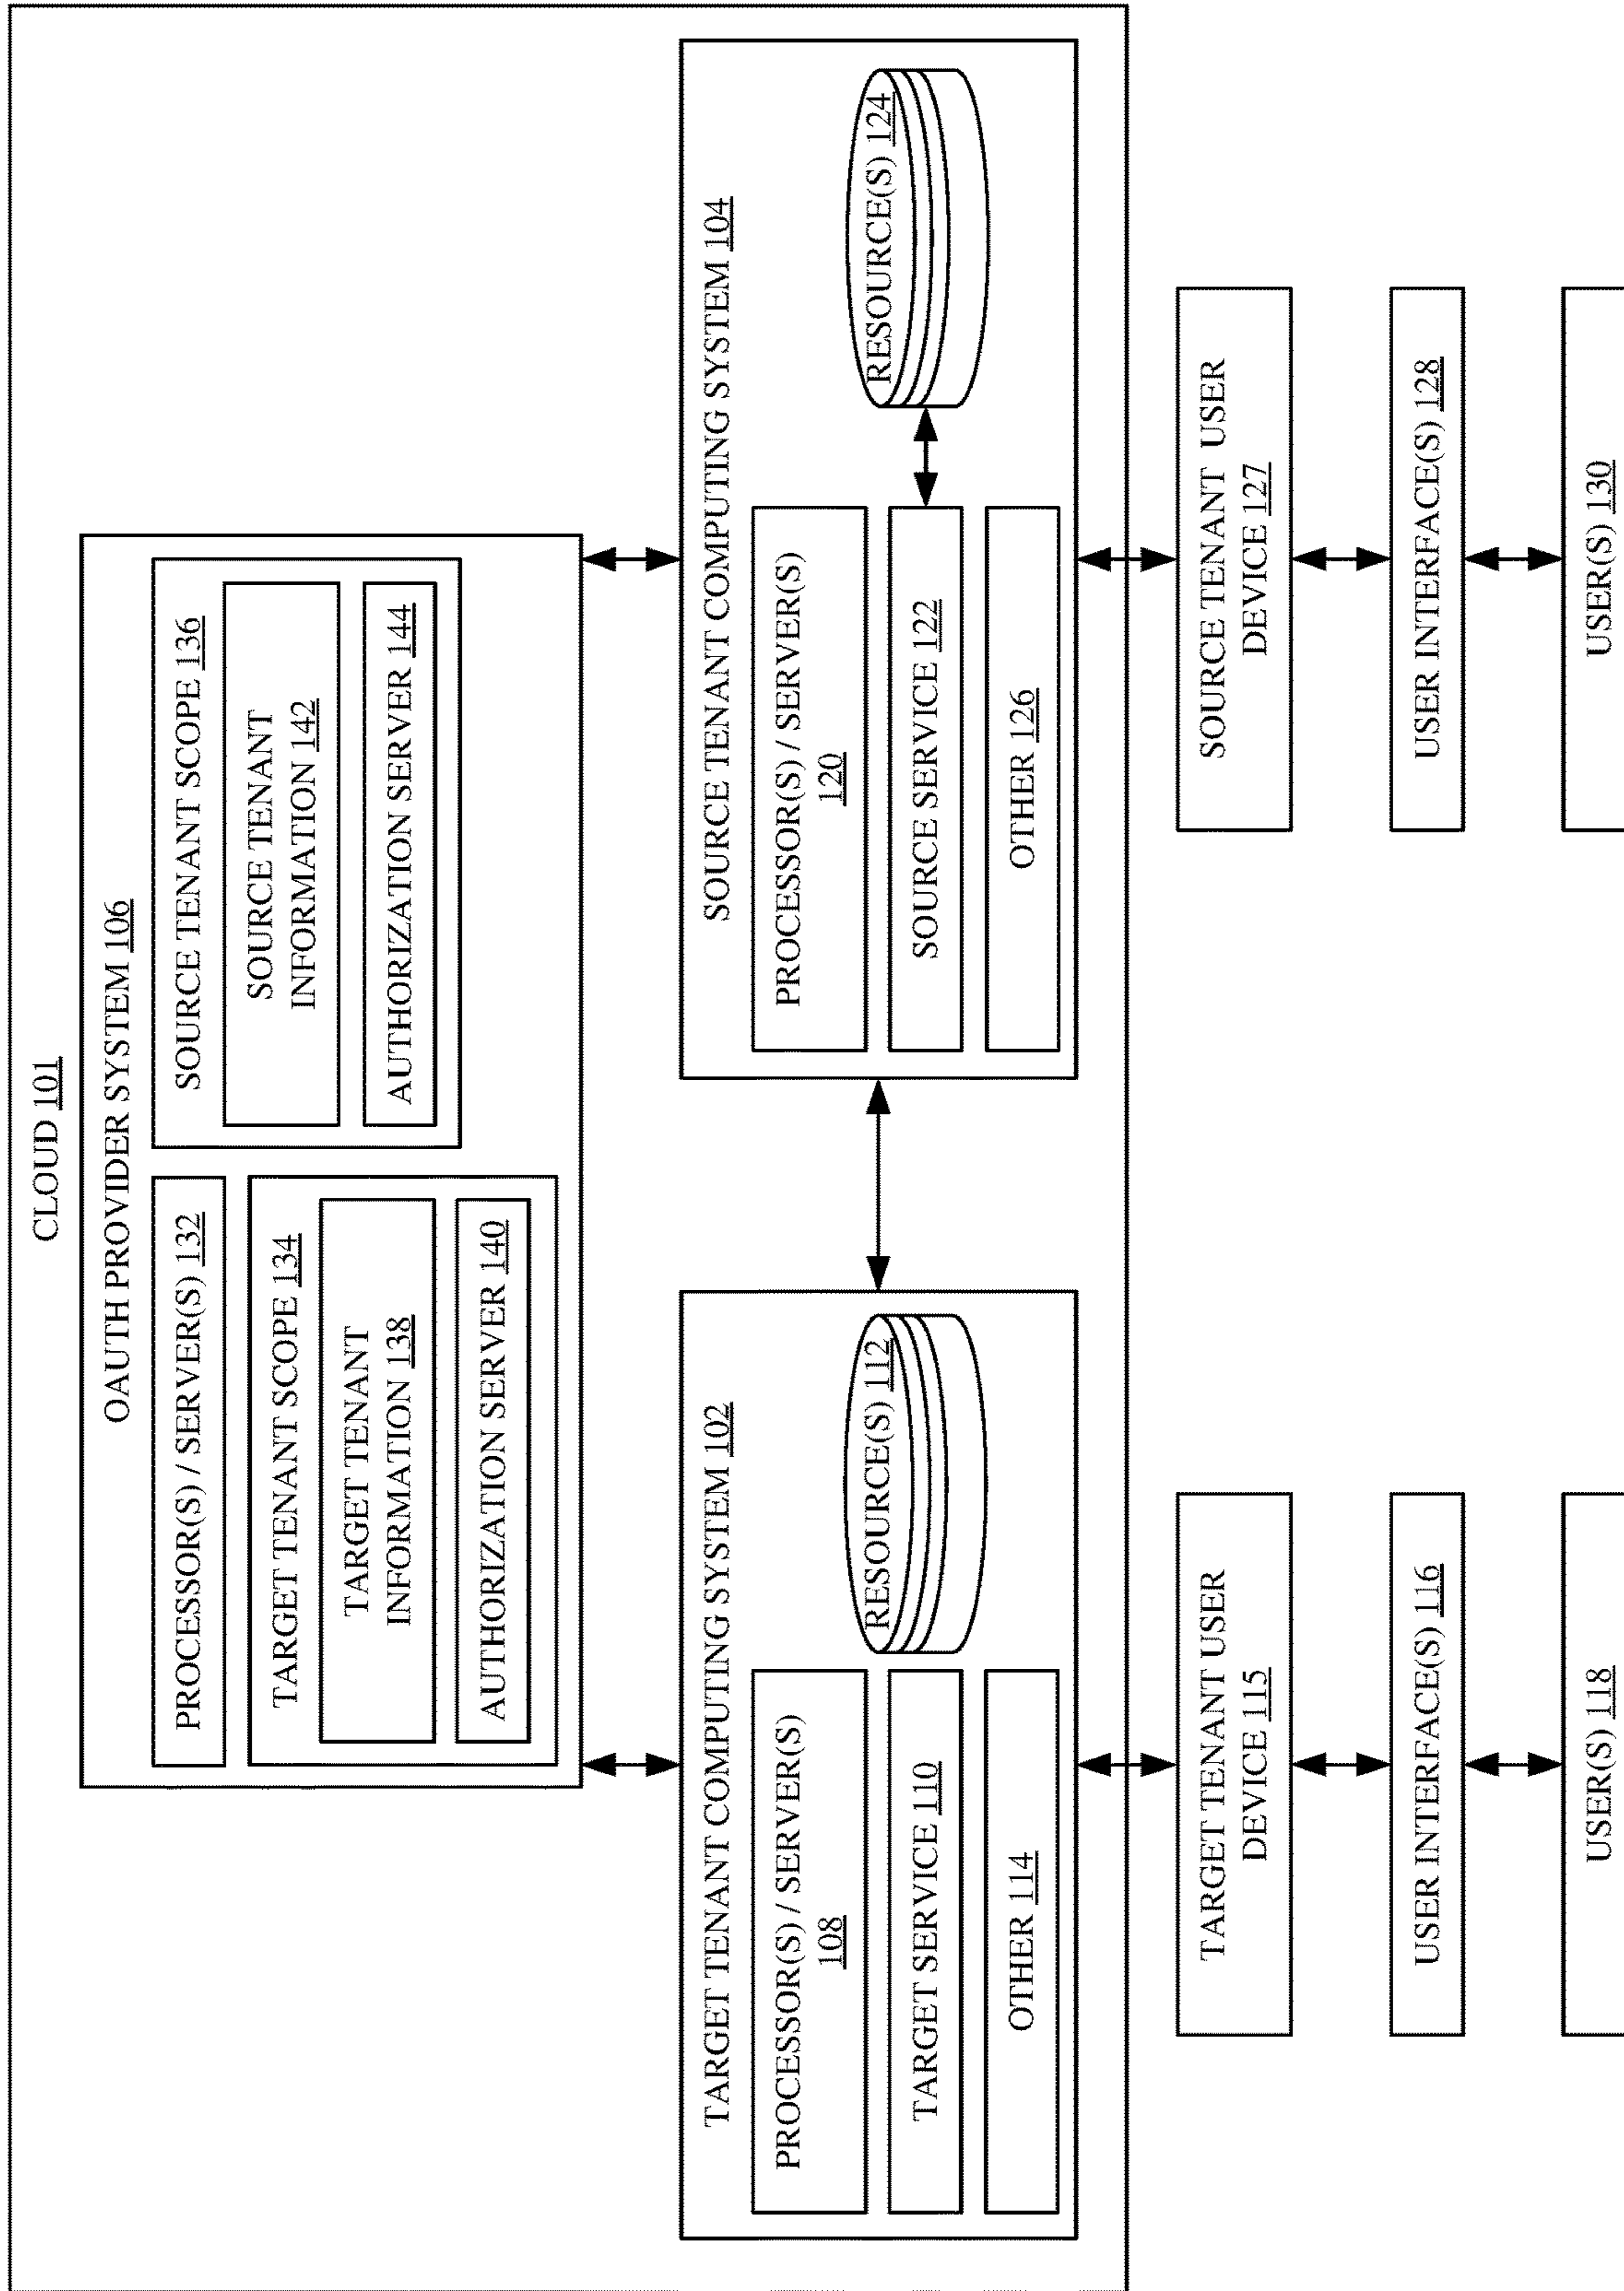 CLOUD 101
OAUTH PROVIDER SYSTEM 106
PROCESSOR(S) / SERVER(S) 132
TARGET TENANT SCOPE 134
TARGET TENANT
INFORMATION 138
AUTHORIZATION SERVER 140
SOURCE TENANT SCOPE 136
SOURCE TENANT
INFORMATION 142
AUTHORIZATION SERVER 144
TARGET TENANT COMPUTING SYSTEM 102
PROCESSOR(S) / SERVER(S)
108
TARGET SERVICE 110
OTHER 114
RESOURCE(S) 112
SOURCE TENANT COMPUTING SYSTEM 104
PROCESSOR(S) / SERVER(S)
120
SOURCE SERVICE 122
OTHER 126
RESOURCE(S) 124
TARGET TENANT USER
DEVICE 115
USER INTERFACE(S) 116
USER(S) 118
SOURCE TENANT USER
DEVICE 127
USER INTERFACE(S) 128
USER(S) 130